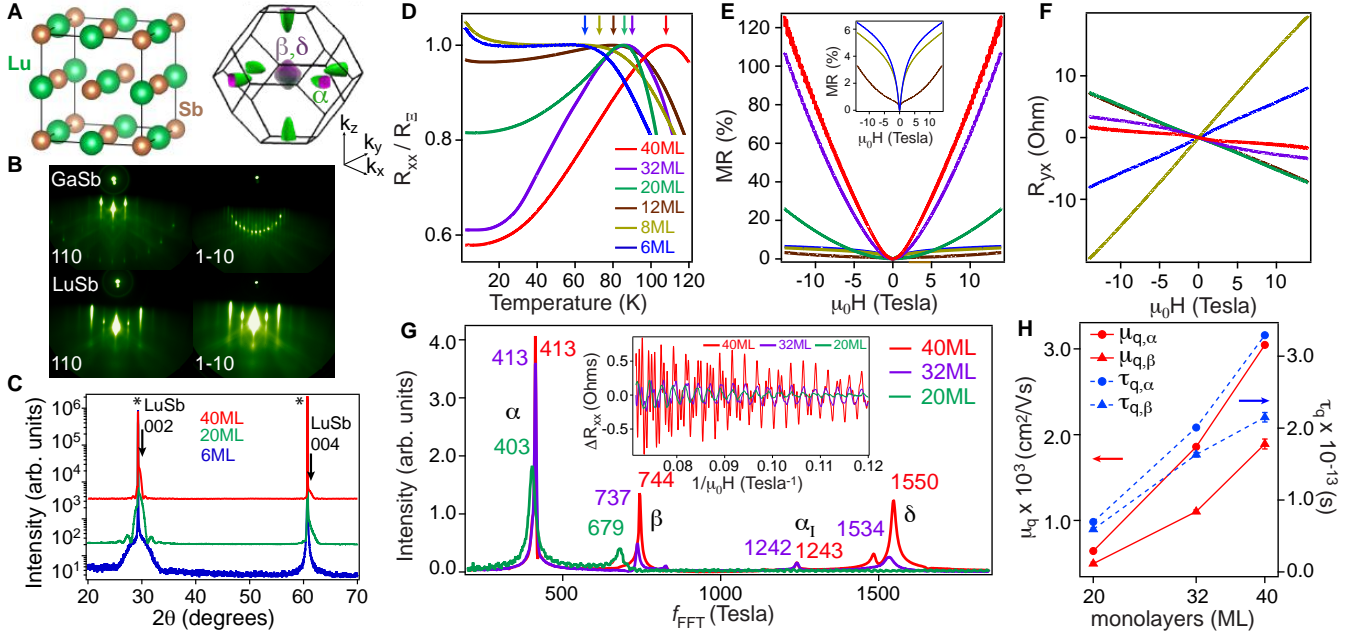 A
Lu
Sb
β,δ
α
k_z
k_y
k_x
B
GaSb
110
1-10
LuSb
110
1-10
C
Intensity (arb. units)
10^6
10^5
10^4
10^3
10^2
10^1
* LuSb
002
* LuSb
004
40ML
20ML
6ML
20 30 40 50 60 70
2θ (degrees)
D
R_xx / R_Ξ
1.0
0.8
0.6
40ML
32ML
20ML
12ML
8ML
6ML
20 40 60 80 100 120
Temperature (K)
E
MR (%)
120
100
80
60
40
20
0
-10 -5 0 5 10
μ₀H (Tesla)
MR (%)
6
4
2
0
-10 -5 0 5 10
μ₀H (Tesla)
F
R_yx (Ohm)
10
0
-10
-10 -5 0 5 10
μ₀H (Tesla)
G
Intensity (arb. units)
4.0
3.0
2.0
1.0
0.0
413 413
α
403
744
737
β
679
α_I
1242 1243
1550
1534
δ
500 1000 1500
f_FFT (Tesla)
40ML
32ML
20ML
40ML 32ML 20ML
ΔR_xx (Ohms)
0.5
0.0
-0.5
0.08 0.09 0.10 0.11 0.12
1/μ₀H (Tesla⁻¹)
H
μ_q,α
μ_q,β
τ_q,α
τ_q,β
μ_q x 10³ (cm²/Vs)
3.0
2.0
1.0
τ_q x 10⁻¹³ (s)
3.0
2.0
1.0
0.0
20 32 40
monolayers (ML)